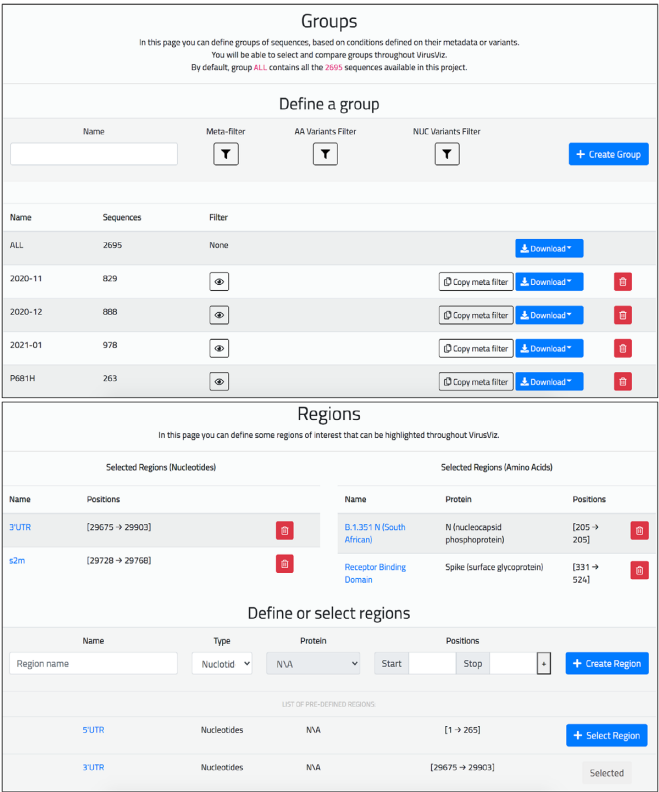 Groups
In this page you can define groups of sequences, based on conditions defined on their metadata or variants.
You will be able to select and compare groups throughout VirusViz.
By default, group ALL contains all the 2695 sequences available in this project.
Define a group
Name Meta-filter AA Variants Filter NUC Variants Filter
+ Create Group
Name Sequences Filter
ALL 2695 None Download
2020-11 829 Copy meta filter Download
2020-12 888 Copy meta filter Download
2021-01 978 Copy meta filter Download
P681H 263 Copy meta filter Download
Regions
In this page you can define some regions of interest that can be highlighted throughout VirusViz.
Selected Regions (Nucleotides)
Name Positions
3'UTR [29675 → 29903]
s2m [29728 → 29768]
Selected Regions (Amino Acids)
Name Protein Positions
B.1.351 N (South N (nucleocapsid [205 →
African) phosphoprotein) 205]
Receptor Binding Spike (surface glycoprotein) [331 →
Domain 524]
Define or select regions
Name Type Protein Positions
Region name Nuclotid N\A Start Stop + + Create Region
LIST OF PRE-DEFINED REGIONS:
5'UTR Nucleotides N\A [1 → 265] + Select Region
3'UTR Nucleotides N\A [29675 → 29903] Selected